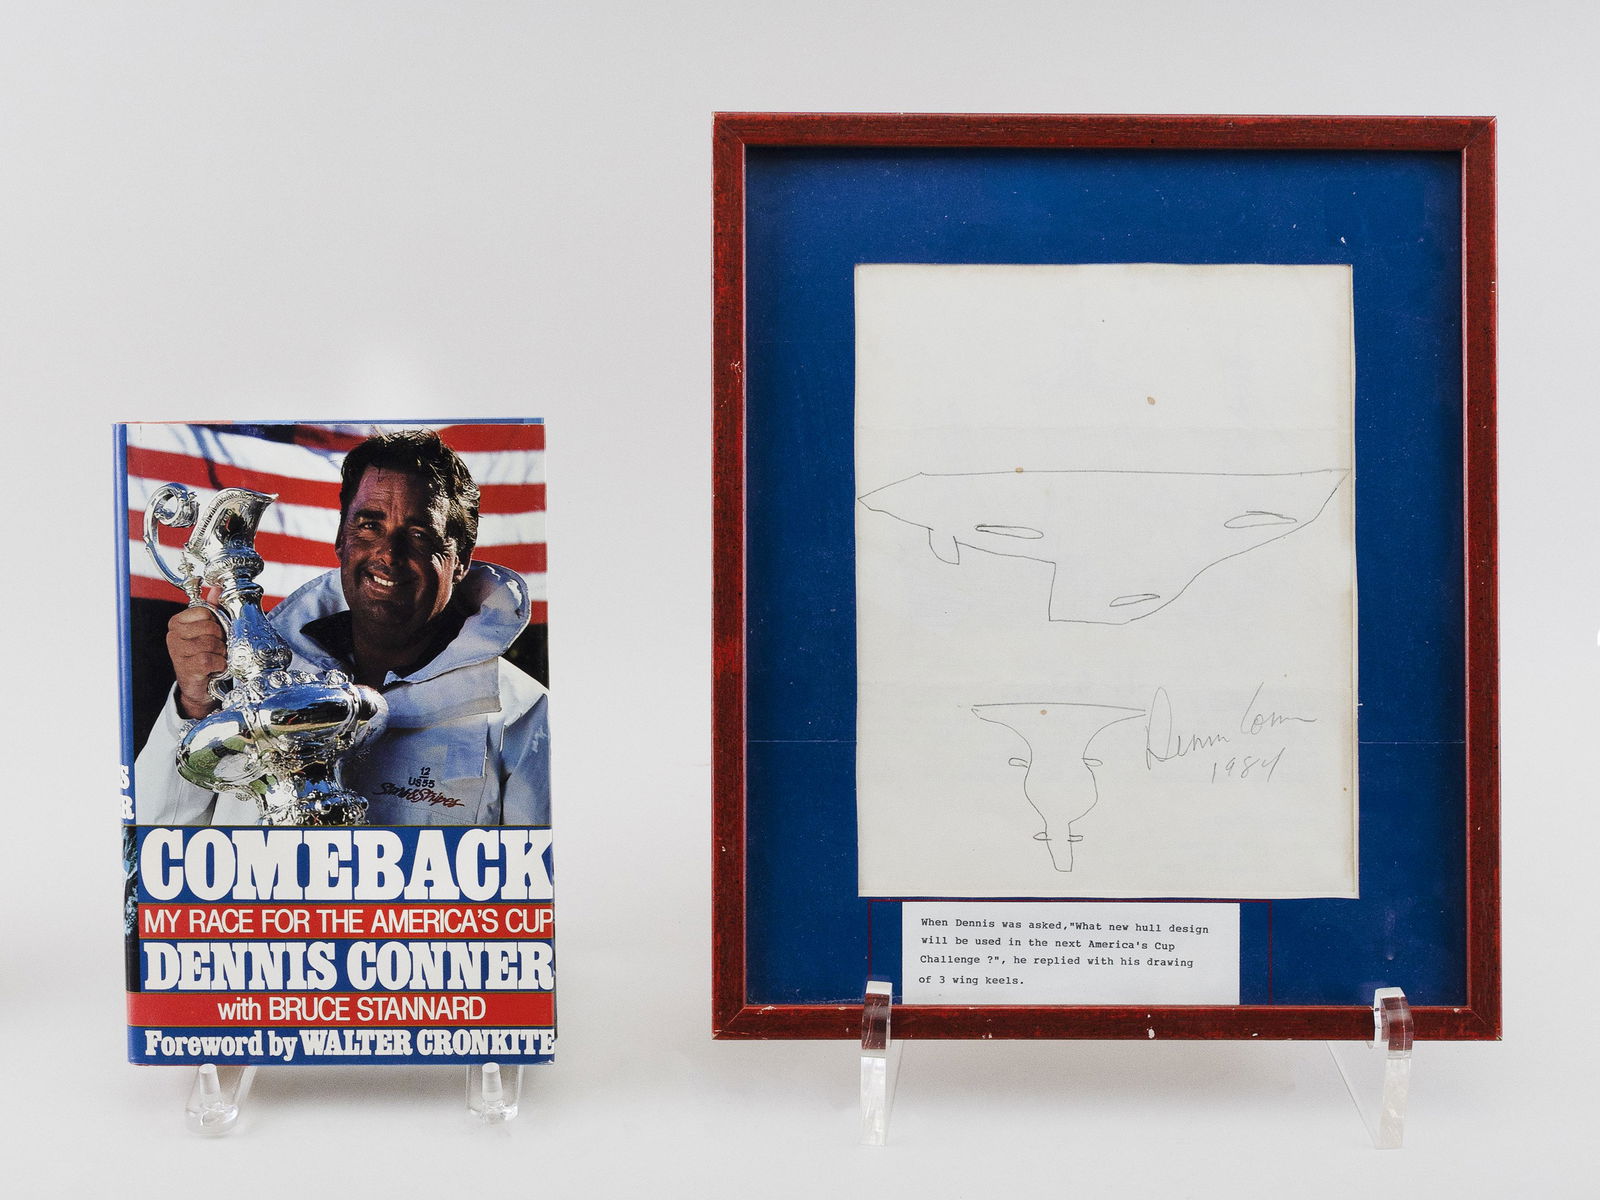 12
US55
Stars & Stripes
S
R
COMEBACK
MY RACE FOR THE AMERICA'S CUP
DENNIS CONNER
with BRUCE STANNARD
Foreword by WALTER CRONKITE
Dennis Conner
1984
When Dennis was asked,"What new hull design
will be used in the next America's Cup
Challenge ?", he replied with his drawing
of 3 wing keels.